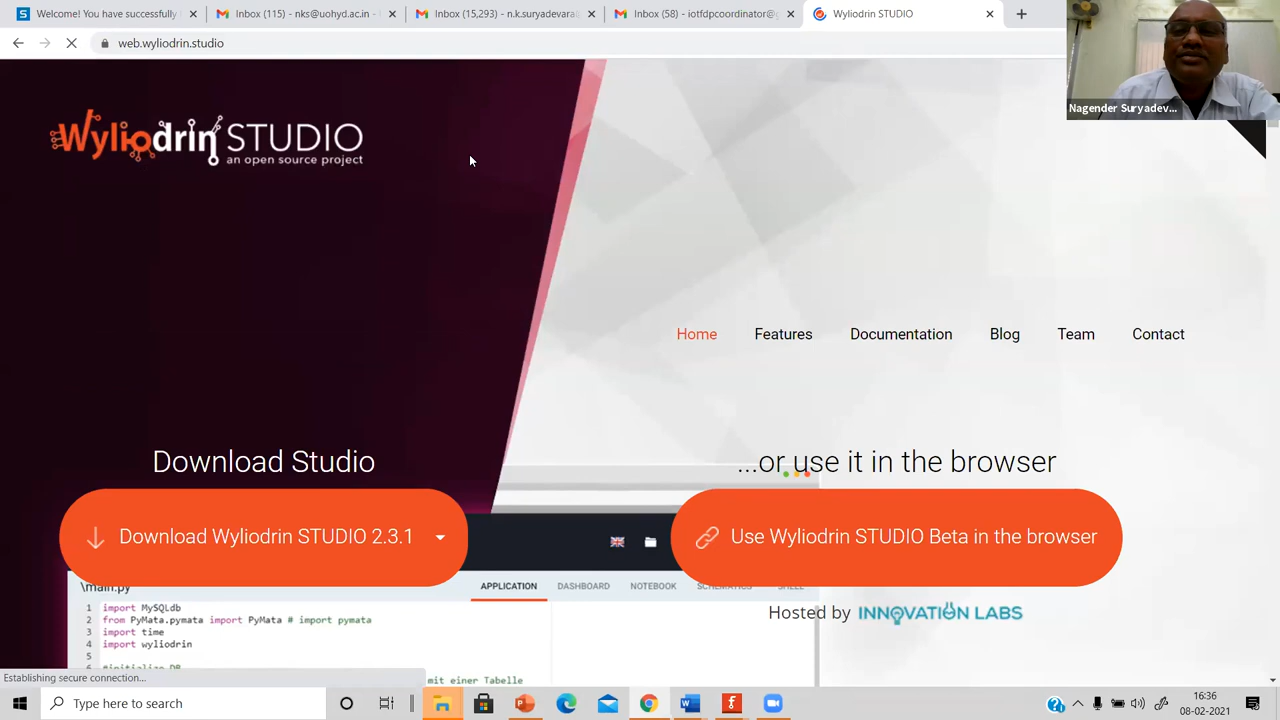 Welcome! You have successfully
Inbox (115) - nks@uohyd.ac.in -
Inbox (15,293) - n.k.suryadevara
Inbox (58) - iotfdpcoordinator@
Wyliodrin STUDIO
web.wyliodrin.studio
Nagender Suryadev...
Wyliodrin STUDIO
an open source project
Home Features Documentation Blog Team Contact
Download Studio
...or use it in the browser
Download Wyliodrin STUDIO 2.3.1
Use Wyliodrin STUDIO Beta in the browser
\main.py
APPLICATION DASHBOARD NOTEBOOK SCHEMATICS SHELL
Hosted by INNOVATION LABS
1 import MySQLdb
2 from PyMata.pymata import PyMata # import pymata
3 import time
4 import wyliodrin
5
6 #initialize DB
mit einer Tabelle
Establishing secure connection...
Type here to search
16:36
08-02-2021